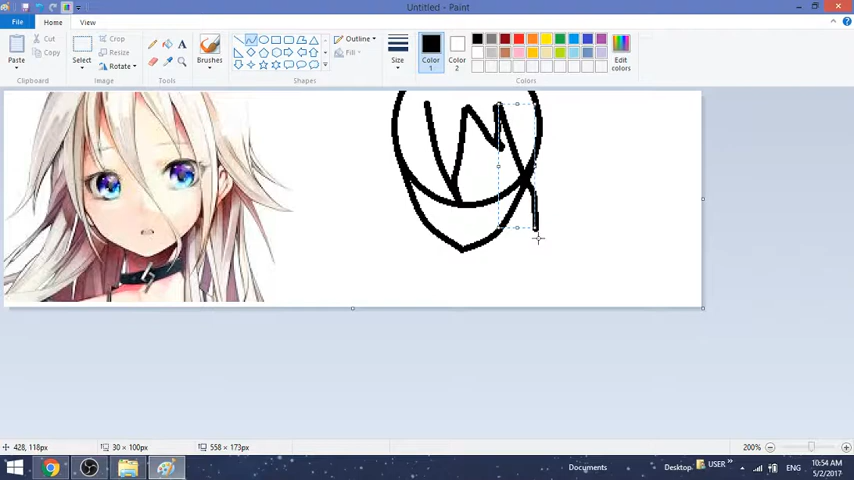 Untitled - Paint
File Home View
Paste
Cut
Copy
Clipboard
Select
Crop
Resize
Rotate
Image
A
Tools
Brushes
Shapes
Outline
Fill
Size
Color 1
Color 2
Edit colors
Colors
428, 118px
30 × 100px
558 × 173px
200%
Documents
Desktop
USER
ENG
10:54 AM
5/2/2017